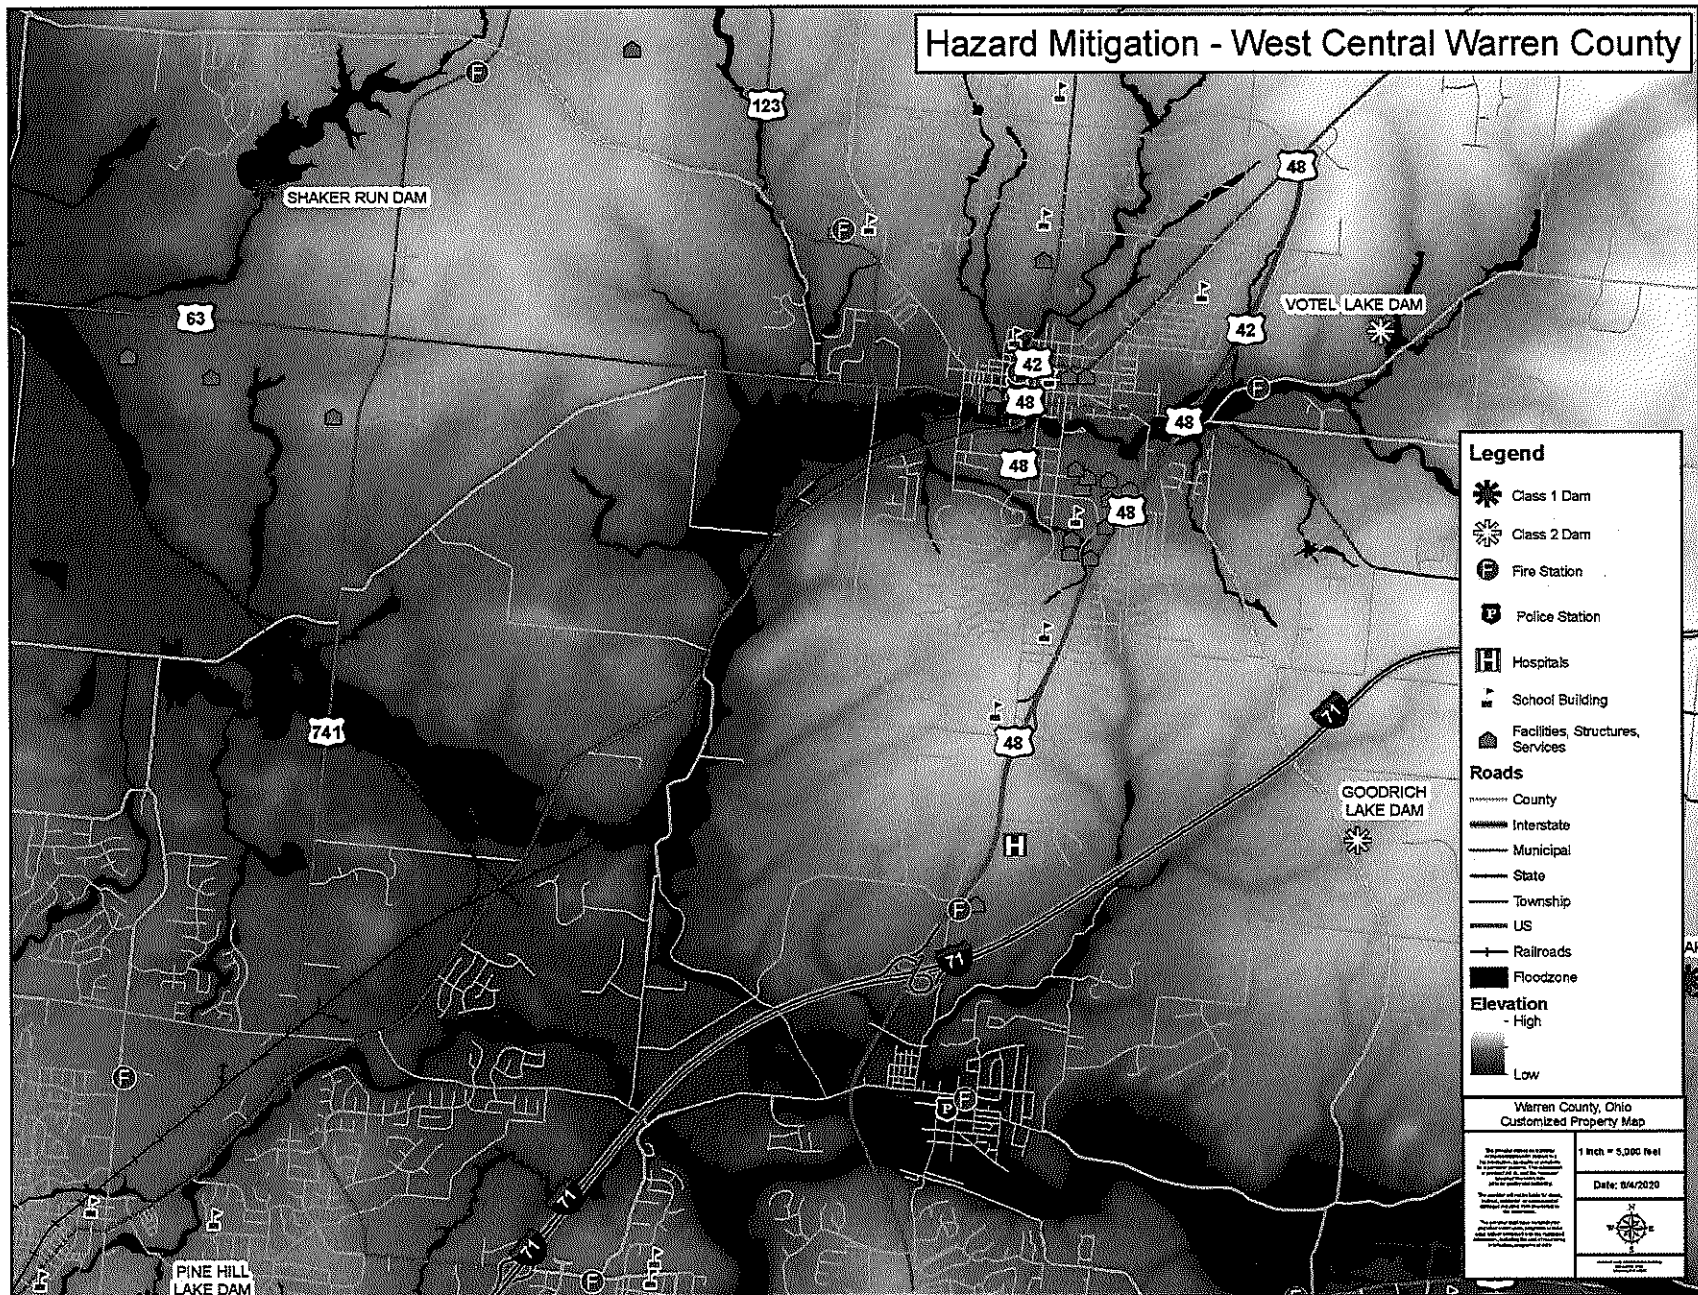 Hazard Mitigation - West Central Warren County
F
123
48
SHAKER RUN DAM
F
63
VOTEL LAKE DAM
42
42
48
F
48
48
48
741
48
71
GOODRICH
LAKE DAM
H
F
71
F
P
F
71
71
PINE HILL
LAKE DAM
F
Legend
Class 1 Dam
Class 2 Dam
F Fire Station
P Police Station
H Hospitals
School Building
Facilities, Structures,
Services
Roads
County
Interstate
Municipal
State
Township
US
Railroads
Floodzone
Elevation
- High
Low
Warren County, Ohio
Customized Property Map
1 inch = 5,000 feet
Date: 8/4/2020
N
W E
S